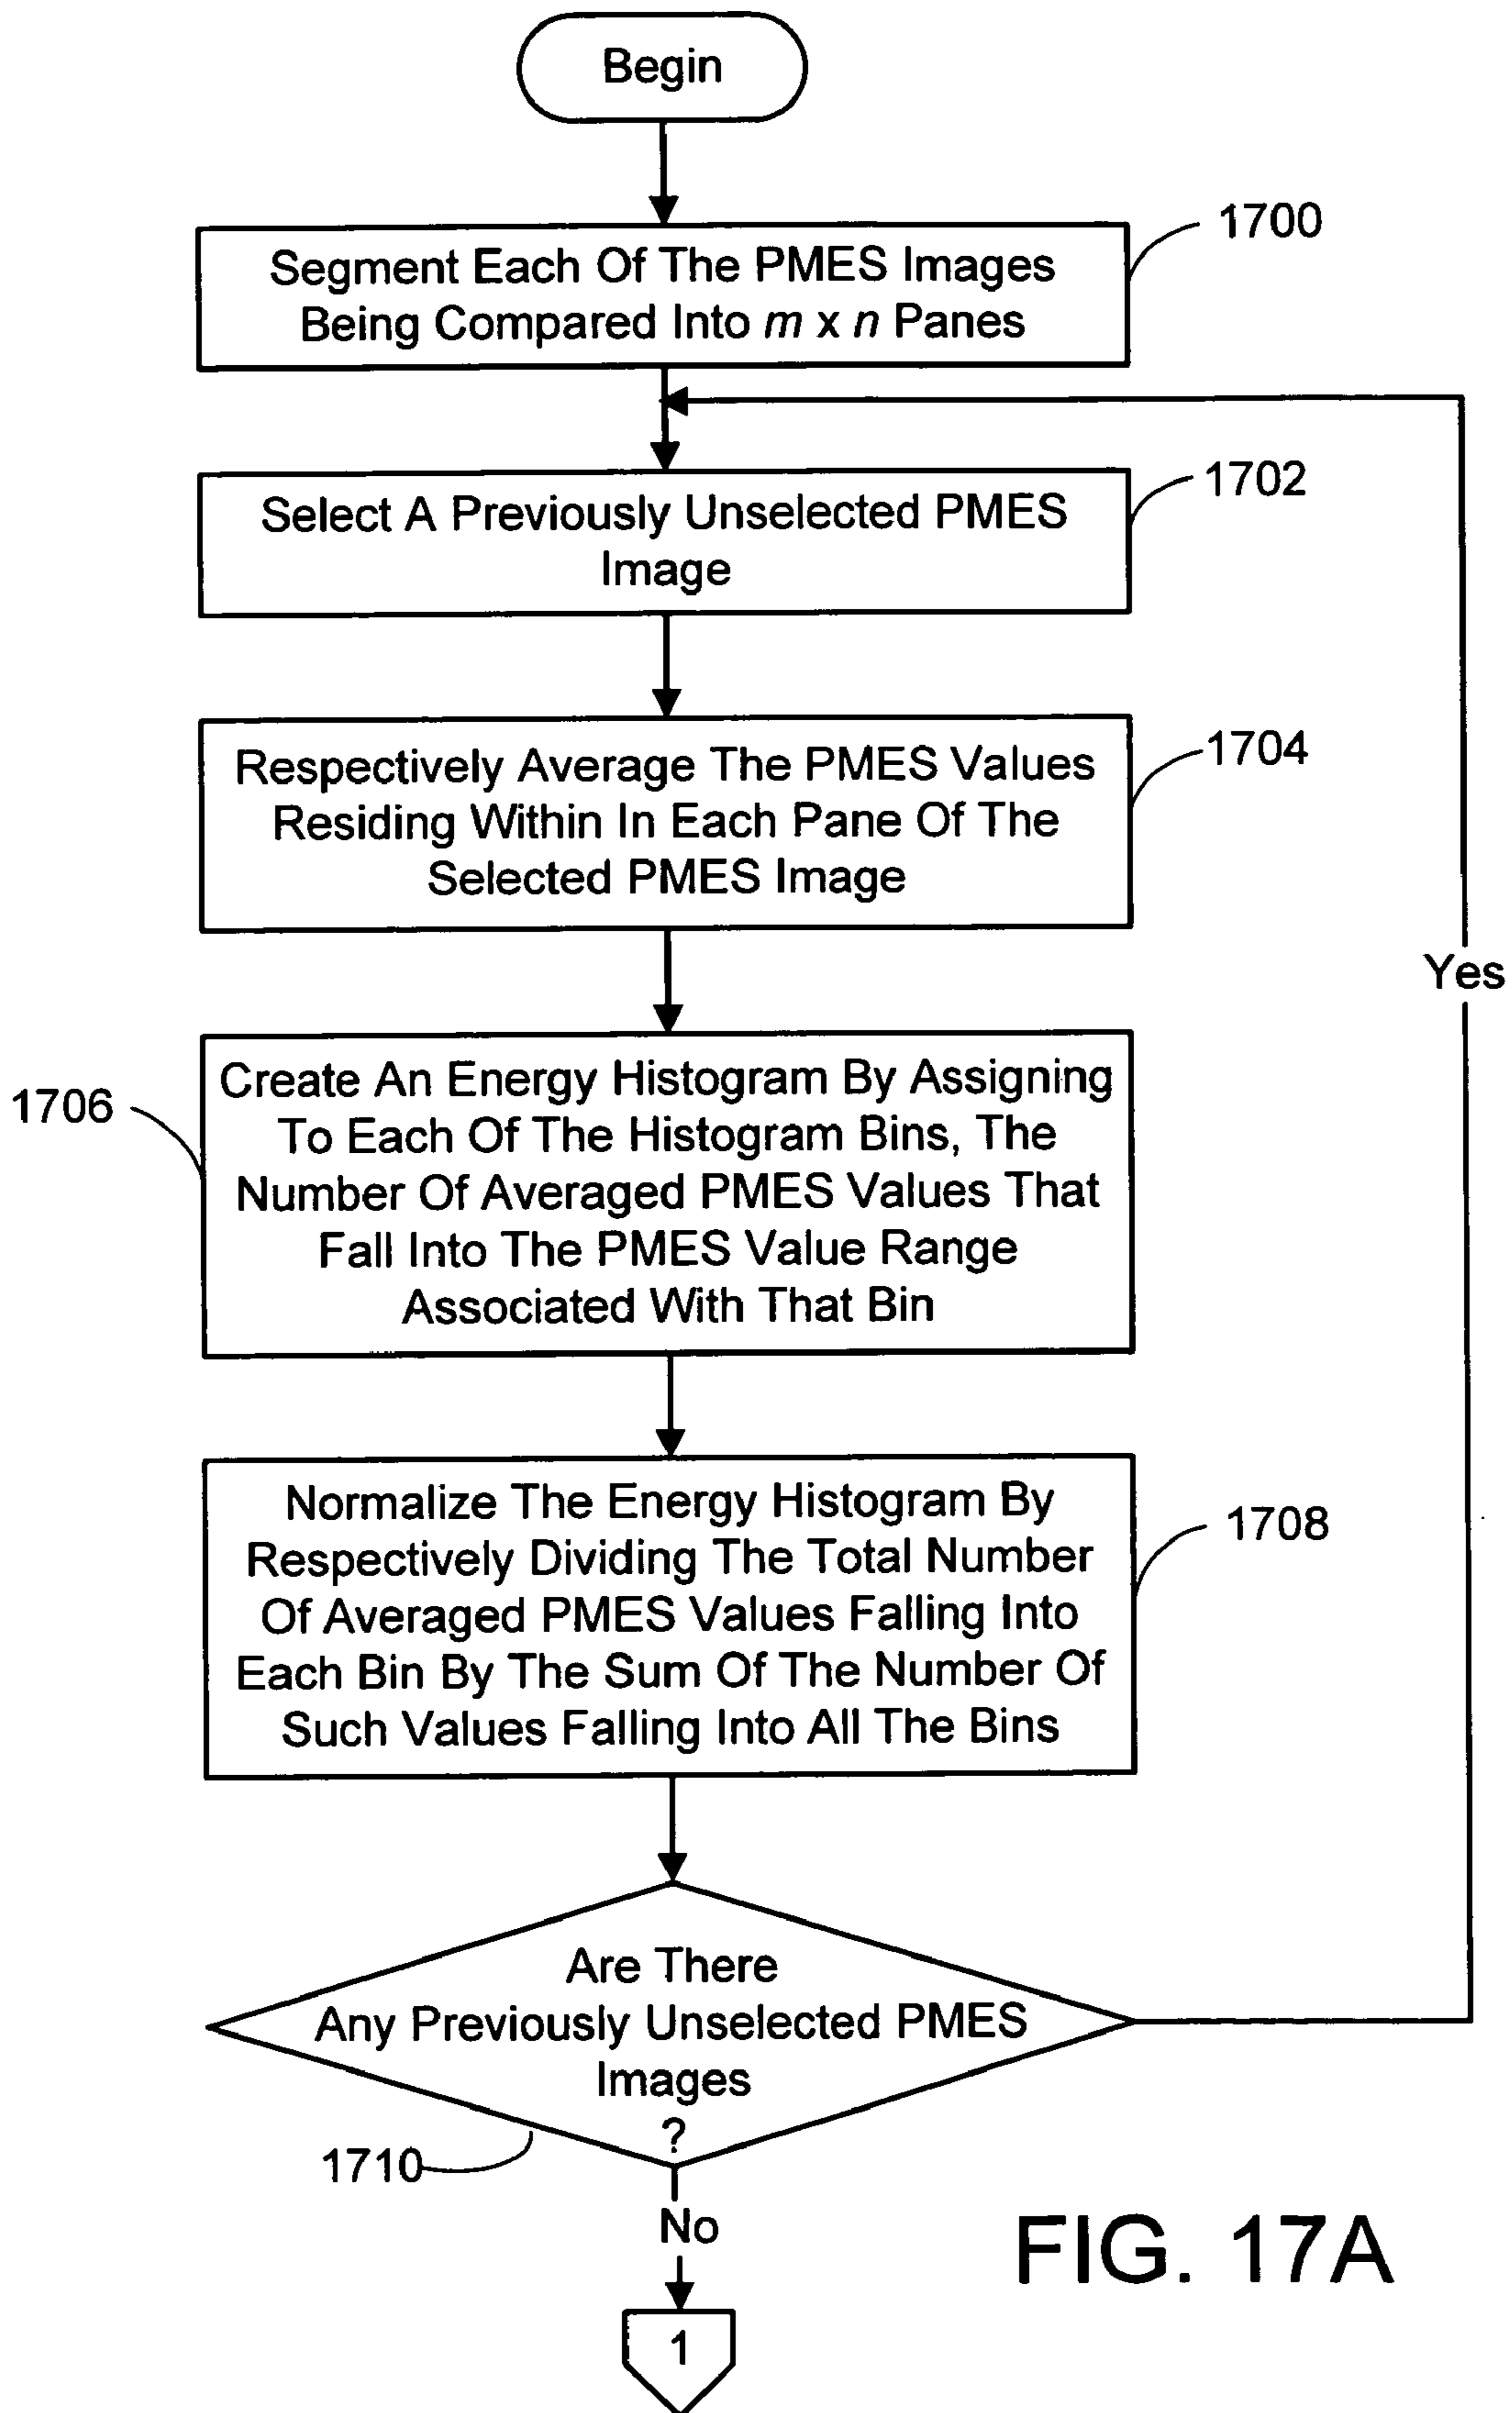 Begin
1700
Segment Each Of The PMES Images
Being Compared Into m x n Panes
1702
Select A Previously Unselected PMES
Image
1704
Respectively Average The PMES Values
Residing Within In Each Pane Of The
Selected PMES Image
Yes
1706
Create An Energy Histogram By Assigning
To Each Of The Histogram Bins, The
Number Of Averaged PMES Values That
Fall Into The PMES Value Range
Associated With That Bin
1708
Normalize The Energy Histogram By
Respectively Dividing The Total Number
Of Averaged PMES Values Falling Into
Each Bin By The Sum Of The Number Of
Such Values Falling Into All The Bins
Are There
Any Previously Unselected PMES
Images
?
1710
No
1
FIG. 17A